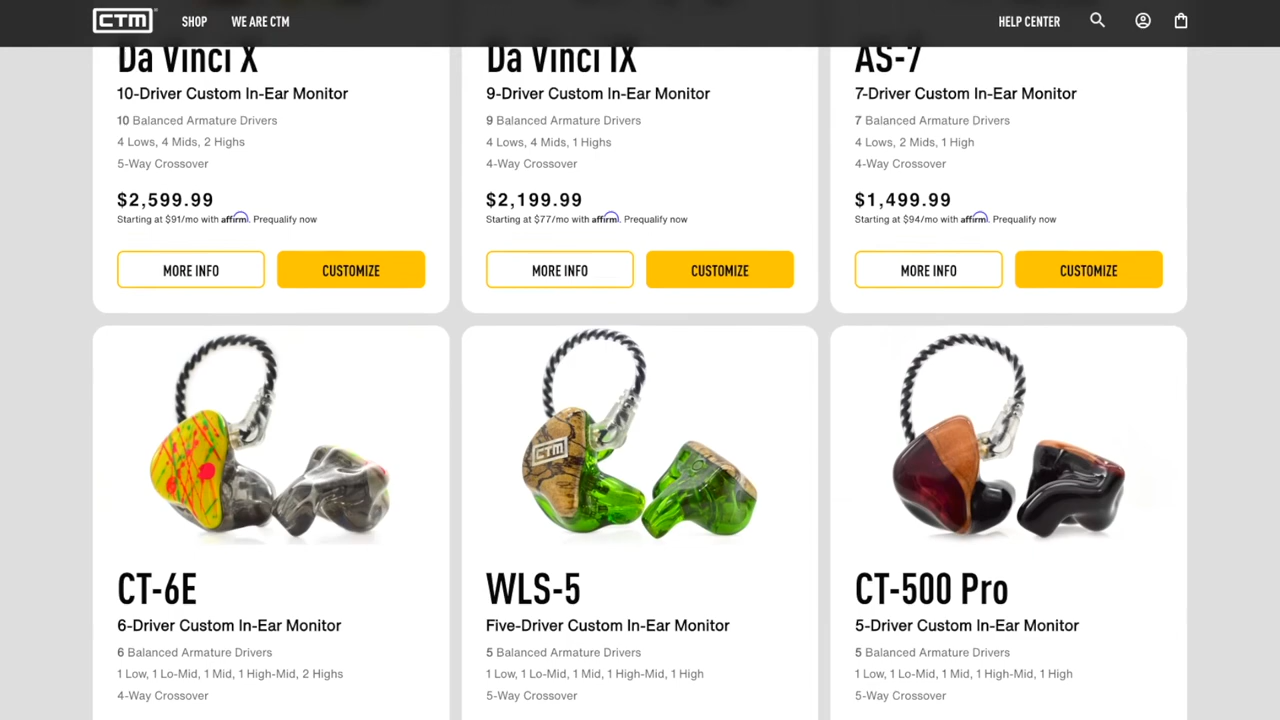 CTM SHOP WE ARE CTM HELP CENTER
Da Vinci X
10-Driver Custom In-Ear Monitor
10 Balanced Armature Drivers
4 Lows, 4 Mids, 2 Highs
5-Way Crossover
$2,599.99
Starting at $91/mo with affirm. Prequalify now
MORE INFO CUSTOMIZE
Da Vinci IX
9-Driver Custom In-Ear Monitor
9 Balanced Armature Drivers
4 Lows, 4 Mids, 1 Highs
4-Way Crossover
$2,199.99
Starting at $77/mo with affirm. Prequalify now
MORE INFO CUSTOMIZE
AS-7
7-Driver Custom In-Ear Monitor
7 Balanced Armature Drivers
4 Lows, 2 Mids, 1 High
4-Way Crossover
$1,499.99
Starting at $94/mo with affirm. Prequalify now
MORE INFO CUSTOMIZE
CT-6E
6-Driver Custom In-Ear Monitor
6 Balanced Armature Drivers
1 Low, 1 Lo-Mid, 1 Mid, 1 High-Mid, 2 Highs
4-Way Crossover
CTM
WLS-5
Five-Driver Custom In-Ear Monitor
5 Balanced Armature Drivers
1 Low, 1 Lo-Mid, 1 Mid, 1 High-Mid, 1 High
5-Way Crossover
CT-500 Pro
5-Driver Custom In-Ear Monitor
5 Balanced Armature Drivers
1 Low, 1 Lo-Mid, 1 Mid, 1 High-Mid, 1 High
5-Way Crossover